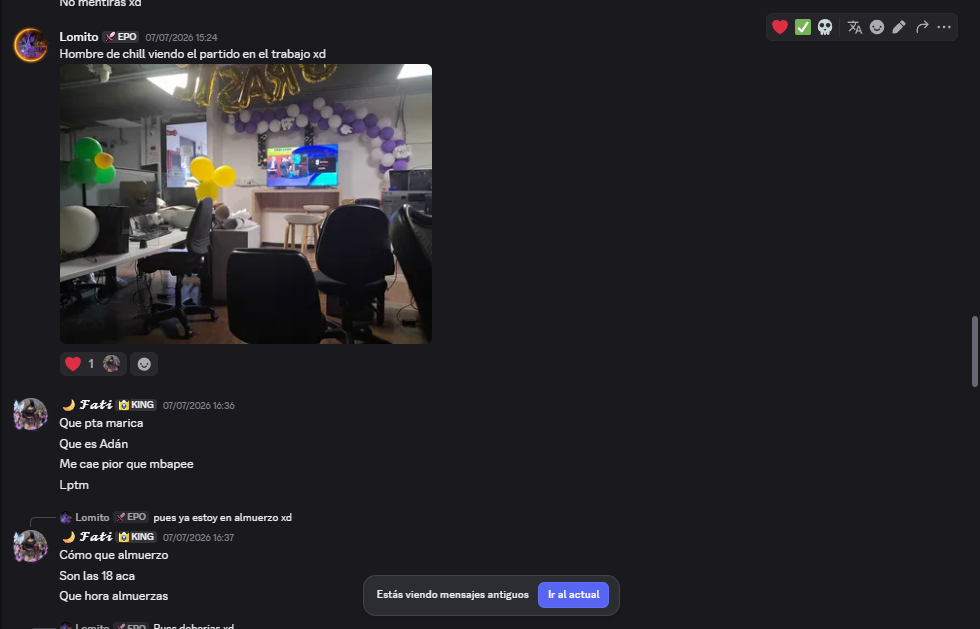 No mentiras xd
Lomito EPO 07/07/2026 15:24
Hombre de chill viendo el partido en el trabajo xd
1
🌙 𝓕𝓪𝓽𝓲 KING 07/07/2026 16:36
Que pta marica
Que es Adán
Me cae pior que mbapee
Lptm
Lomito EPO pues ya estoy en almuerzo xd
🌙 𝓕𝓪𝓽𝓲 KING 07/07/2026 16:37
Cómo que almuerzo
Son las 18 aca
Que hora almuerzas
Estás viendo mensajes antiguos Ir al actual
Lomito EPO Pues deberias xd